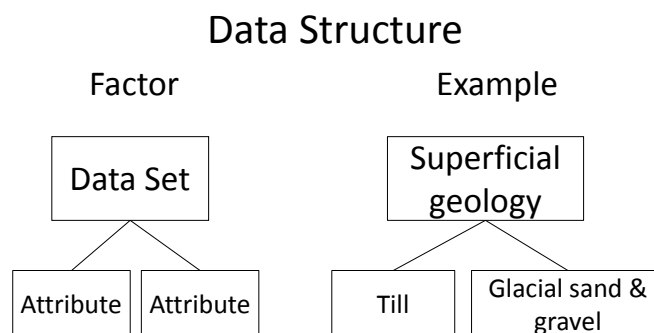 Data Structure
Factor
Example
Data Set
Superficial
geology
Attribute
Attribute
Till
Glacial sand &
gravel